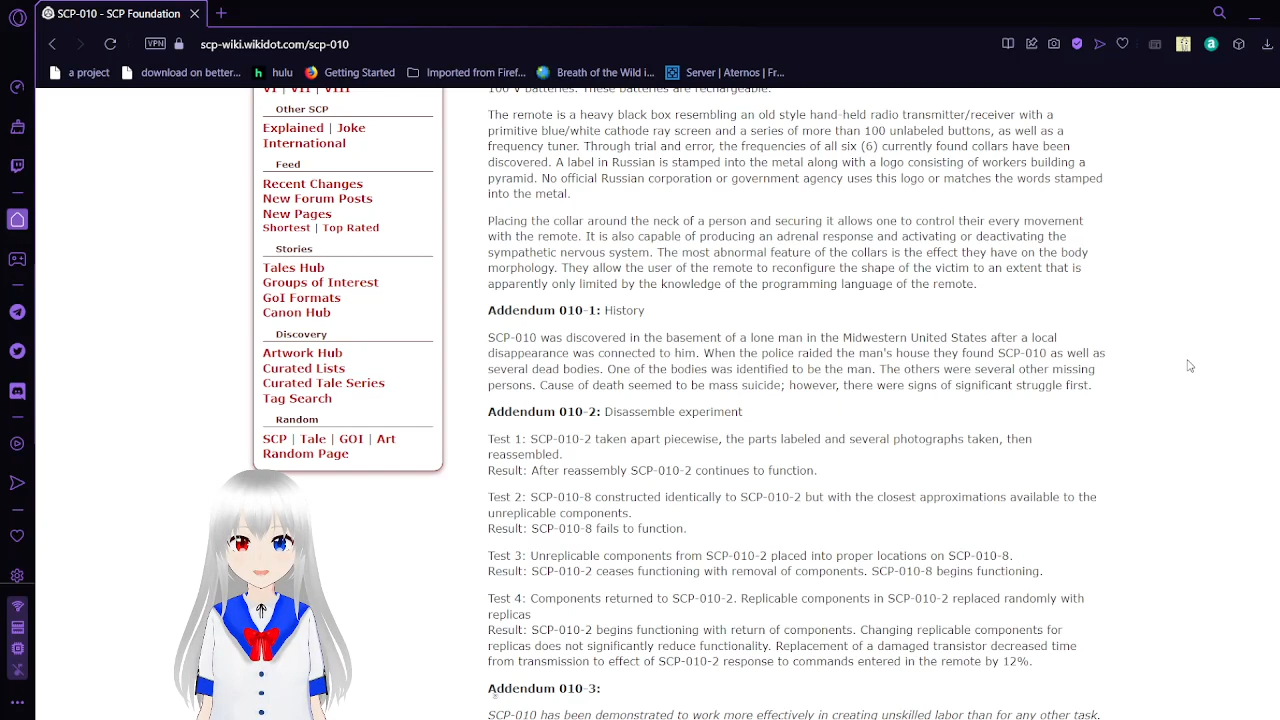 SCP-010 - SCP Foundation
VPN
scp-wiki.wikidot.com/scp-010
a project
download on better...
hulu
Getting Started
Imported from Firef...
Breath of the Wild i...
Server | Aternos | Fr...
VI | VII | VIII
Other SCP
Explained | Joke
International
Feed
Recent Changes
New Forum Posts
New Pages
Shortest | Top Rated
Stories
Tales Hub
Groups of Interest
GoI Formats
Canon Hub
Discovery
Artwork Hub
Curated Lists
Curated Tale Series
Tag Search
Random
SCP | Tale | GOI | Art
Random Page
100 V batteries. These batteries are rechargeable.
The remote is a heavy black box resembling an old style hand-held radio transmitter/receiver with a
primitive blue/white cathode ray screen and a series of more than 100 unlabeled buttons, as well as a
frequency tuner. Through trial and error, the frequencies of all six (6) currently found collars have been
discovered. A label in Russian is stamped into the metal along with a logo consisting of workers building a
pyramid. No official Russian corporation or government agency uses this logo or matches the words stamped
into the metal.
Placing the collar around the neck of a person and securing it allows one to control their every movement
with the remote. It is also capable of producing an adrenal response and activating or deactivating the
sympathetic nervous system. The most abnormal feature of the collars is the effect they have on the body
morphology. They allow the user of the remote to reconfigure the shape of the victim to an extent that is
apparently only limited by the knowledge of the programming language of the remote.
Addendum 010-1: History
SCP-010 was discovered in the basement of a lone man in the Midwestern United States after a local
disappearance was connected to him. When the police raided the man's house they found SCP-010 as well as
several dead bodies. One of the bodies was identified to be the man. The others were several other missing
persons. Cause of death seemed to be mass suicide; however, there were signs of significant struggle first.
Addendum 010-2: Disassemble experiment
Test 1: SCP-010-2 taken apart piecewise, the parts labeled and several photographs taken, then
reassembled.
Result: After reassembly SCP-010-2 continues to function.
Test 2: SCP-010-8 constructed identically to SCP-010-2 but with the closest approximations available to the
unreplicable components.
Result: SCP-010-8 fails to function.
Test 3: Unreplicable components from SCP-010-2 placed into proper locations on SCP-010-8.
Result: SCP-010-2 ceases functioning with removal of components. SCP-010-8 begins functioning.
Test 4: Components returned to SCP-010-2. Replicable components in SCP-010-2 replaced randomly with
replicas
Result: SCP-010-2 begins functioning with return of components. Changing replicable components for
replicas does not significantly reduce functionality. Replacement of a damaged transistor decreased time
from transmission to effect of SCP-010-2 response to commands entered in the remote by 12%.
Addendum 010-3:
SCP-010 has been demonstrated to work more effectively in creating unskilled labor than for any other task.